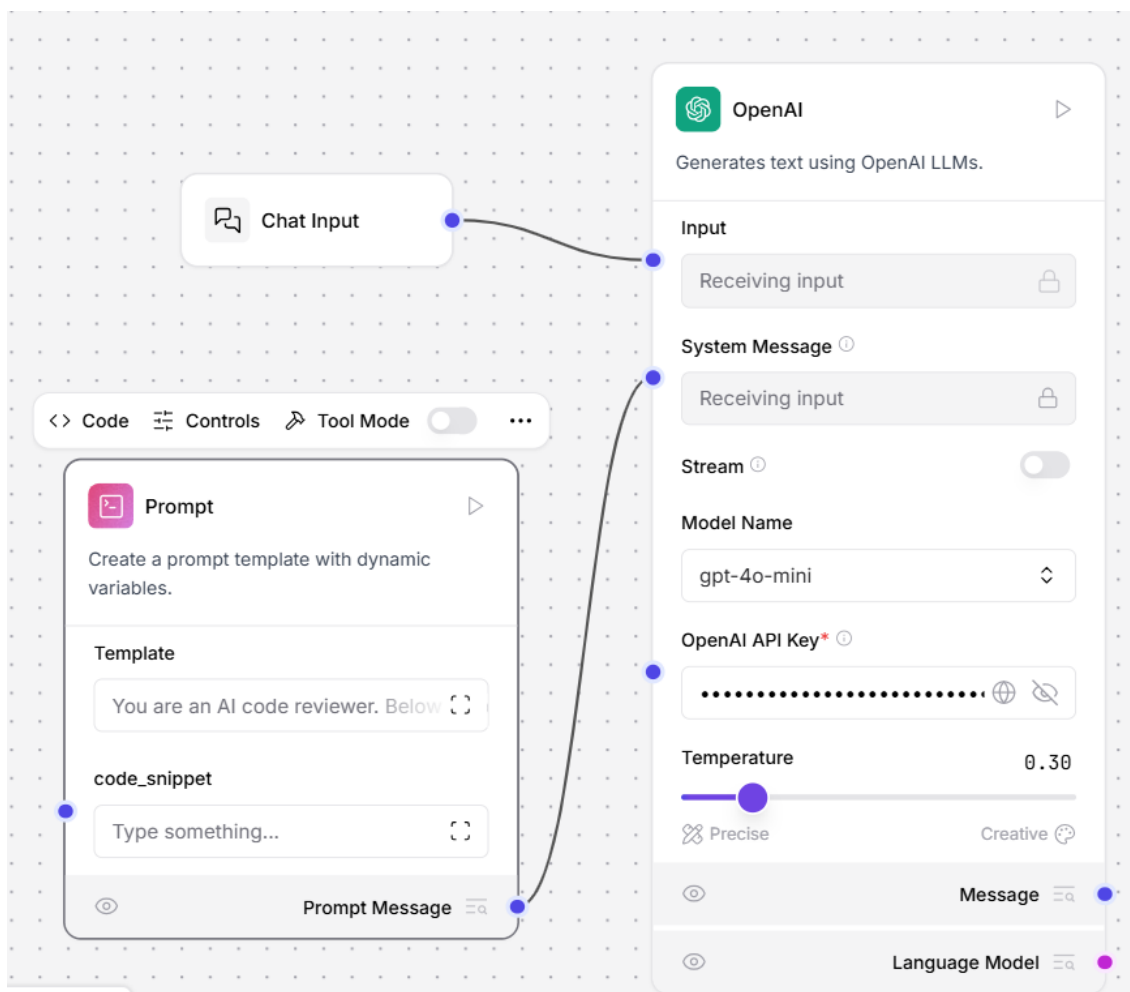 Chat Input
Code
Controls
Tool Mode
Prompt
Create a prompt template with dynamic
variables.
Template
You are an AI code reviewer. Below
code_snippet
Type something...
Prompt Message
OpenAI
Generates text using OpenAI LLMs.
Input
Receiving input
System Message
Receiving input
Stream
Model Name
gpt-4o-mini
OpenAI API Key*
Temperature
0.30
Precise
Creative
Message
Language Model